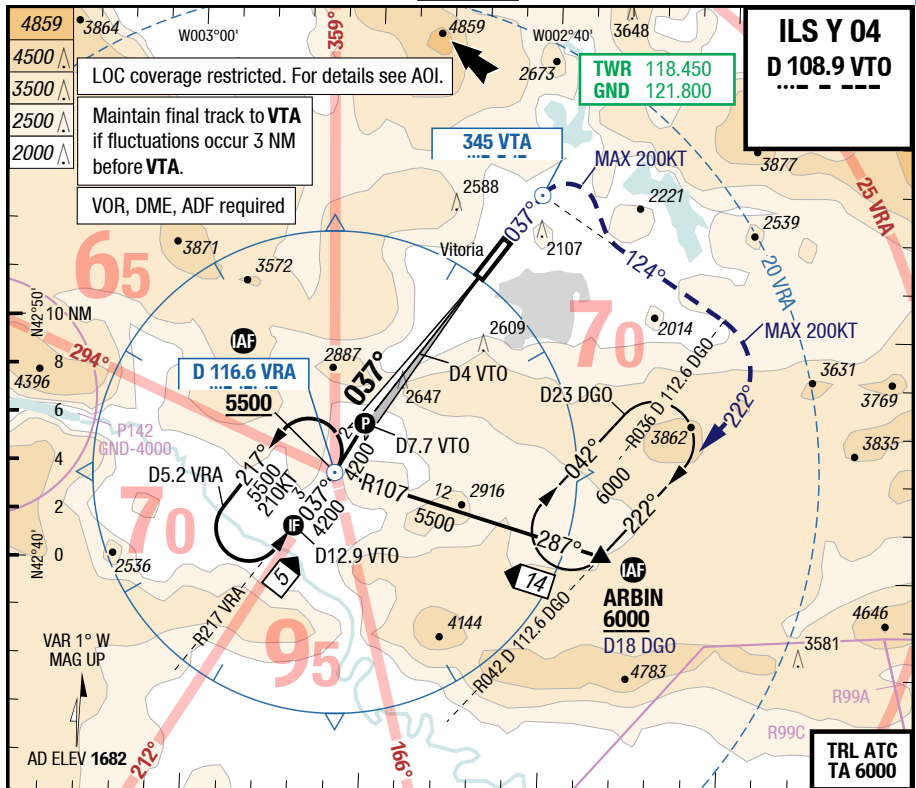 4859
4500
3500
2500
2000
3864
W003°00'
359°
4859
W002°40'
3648
2673
LOC coverage restricted. For details see AOI.
Maintain final track to VTA
if fluctuations occur 3 NM
before VTA.
VOR, DME, ADF required
TWR 118.450
GND 121.800
ILS Y 04
D 108.9 VTO
345 VTA
MAX 200KT
3877
25 VRA
2588
037°
2221
2539
2107
Vitoria
3871
3572
65
124°
20 VRA
N42°50'
10 NM
IAF
2609
70
2014
MAX 200KT
294°
8
D 116.6 VRA
5500
2887
037°
D4 VTO
3631
4396
2647
D23 DGO
R036 D 112.6 DGO
222°
3769
6
P142
GND-4000
P
D7.7 VTO
3862
3835
2
4200
042°
4
D5.2 VRA
217°
5500
210KT
3
037°
4200
R107
12
2916
5500
6000
222°
2
70
IF
287°
N42°40'
0
2536
D12.9 VTO
5
14
IAF
ARBIN
6000
D18 DGO
R217 VRA
R042 D 112.6 DGO
4144
4646
VAR 1° W
MAG UP
95
3581
4783
R99A
R99C
AD ELEV 1682
212°
166°
TRL ATC
TA 6000